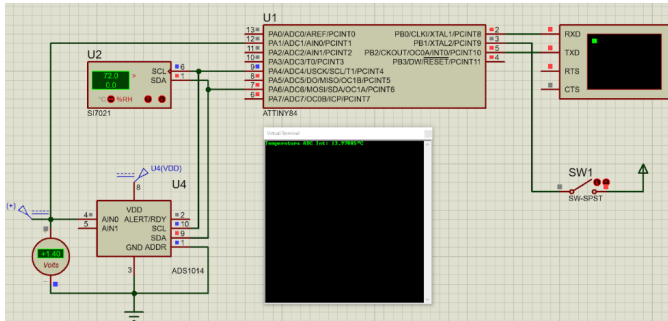 U1
13 PA0/ADC0/AREF/PCINT0 PB0/CLKI/XTAL1/PCINT8 2
12 PA1/ADC1/AIN0/PCINT1 PB1/XTAL2/PCINT9 3
11 PA2/ADC2/AIN1/PCINT2 PB2/CKOUT/OC0A/INT0/PCINT10 5
10 PA3/ADC3/T0/PCINT3 PB3/DW/RESET/PCINT11 4
9 PA4/ADC4/USCK/SCL/T1/PCINT4
8 PA5/ADC5/DO/MISO/OC1B/PCINT5
7 PA6/ADC6/MOSI/SDA/OC1A/PCINT6
6 PA7/ADC7/OC0B/ICP/PCINT7
ATTINY84
RXD
TXD
RTS
CTS
U2
72.0
0.0
>
°C %RH
SCL 6
SDA 1
SI7021
Virtual Terminal
Temperature ADC Int:
SW1
SW-SPST
U4(VDD)
8
U4
(+)
VDD
4 AIN0 ALERT/RDY 2
5 AIN1 SCL 10
SDA 9
GND ADDR 1
3
ADS1014
+1.40
Volts